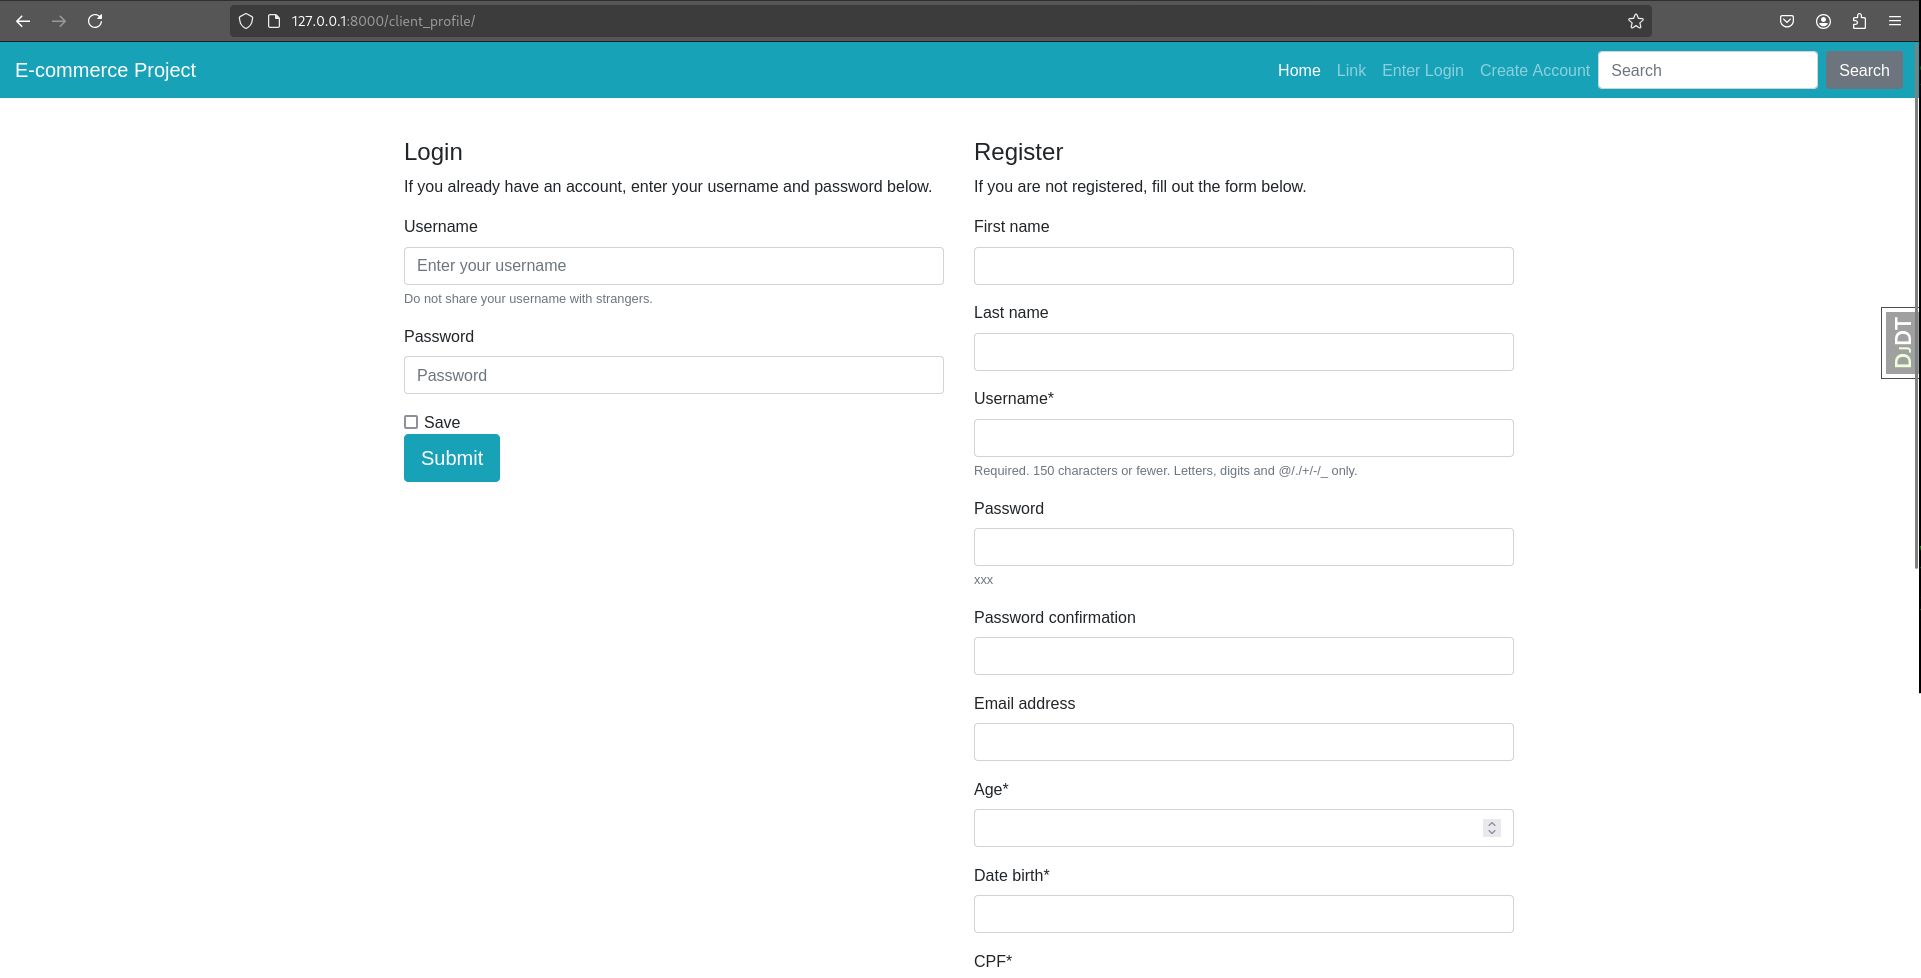 127.0.0.1:8000/client_profile/
E-commerce Project
Home Link Enter Login Create Account Search Search
Login
If you already have an account, enter your username and password below.
Username
Enter your username
Do not share your username with strangers.
Password
Password
Save
Submit
Register
If you are not registered, fill out the form below.
First name
Last name
Username*
Required. 150 characters or fewer. Letters, digits and @/./+/-/_ only.
Password
xxx
Password confirmation
Email address
Age*
Date birth*
CPF*
DJDT